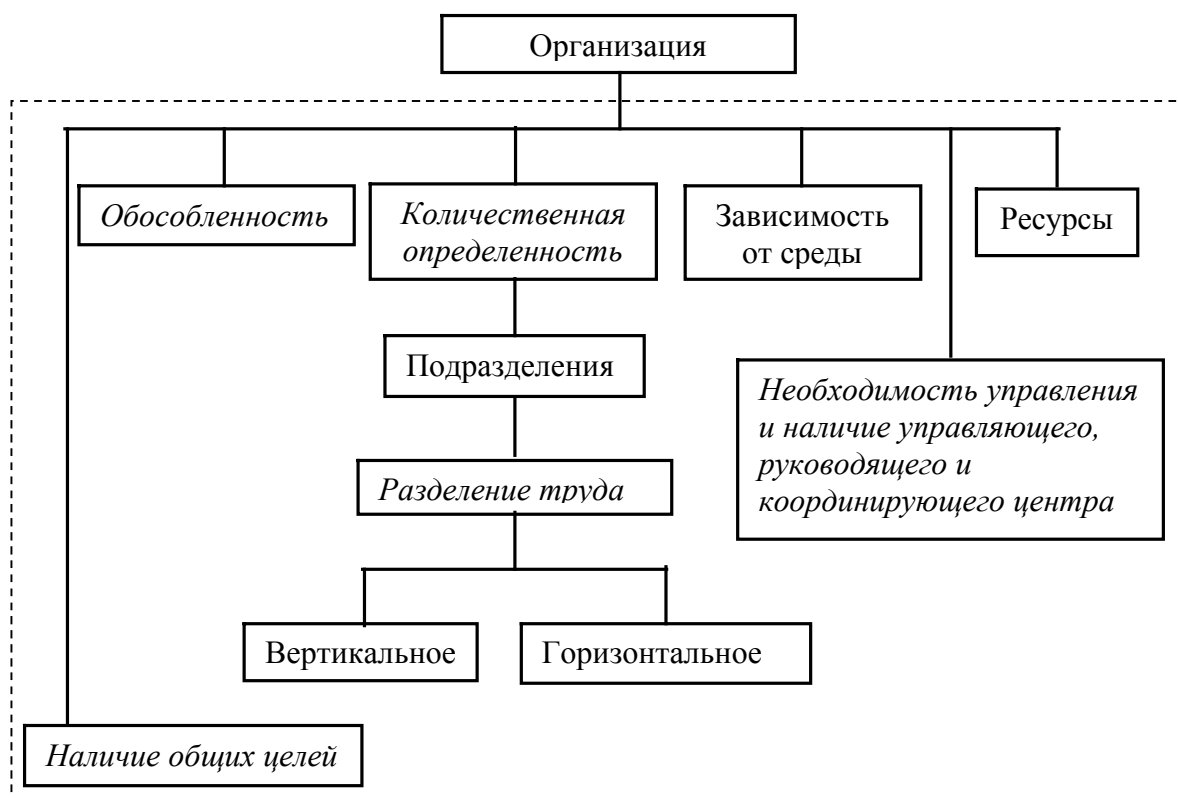 Организация
Обособленность
Количественная
определенность
Зависимость
от среды
Ресурсы
Подразделения
Необходимость управления
и наличие управляющего,
руководящего и
координирующего центра
Разделение труда
Вертикальное
Горизонтальное
Наличие общих целей